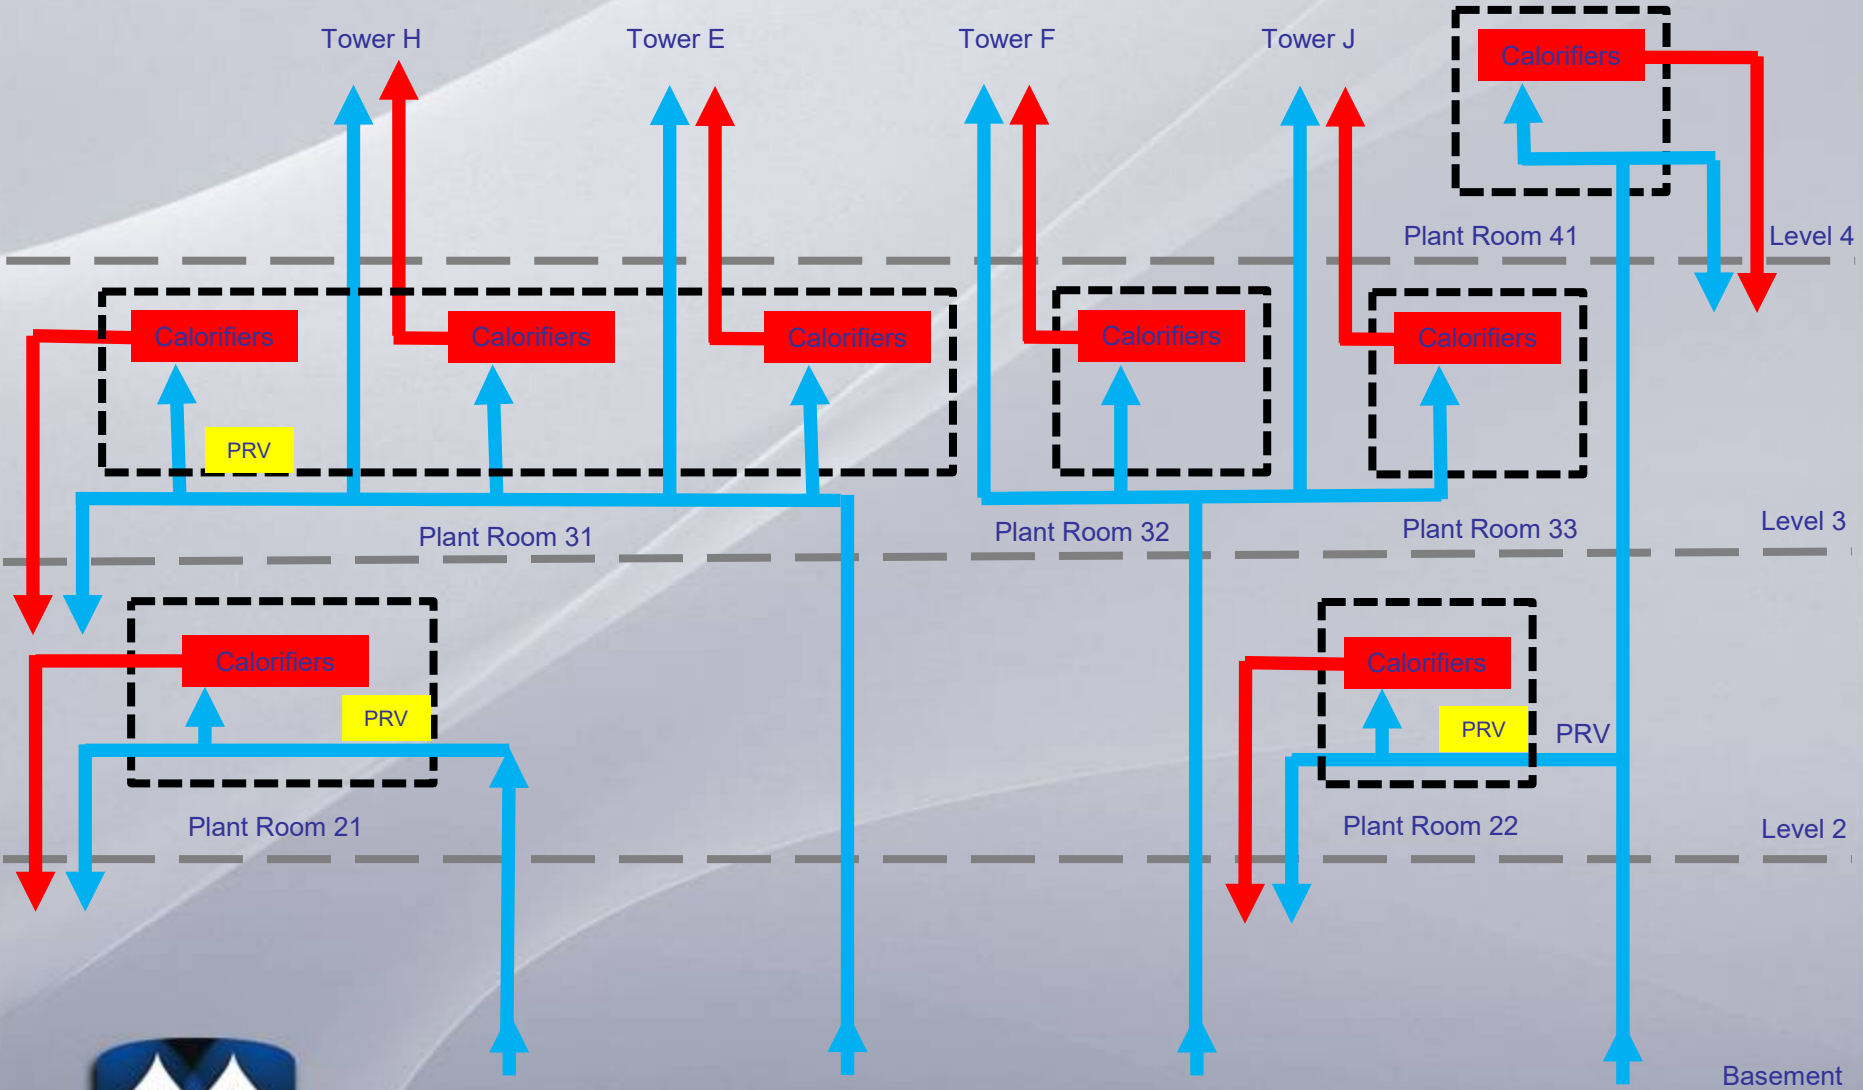 Tower H
Tower E
Tower F
Tower J
Calorifiers
Plant Room 41
Level 4
Calorifiers
Calorifiers
Calorifiers
Calorifiers
Calorifiers
PRV
Plant Room 31
Plant Room 32
Plant Room 33
Level 3
Calorifiers
Calorifiers
PRV
PRV
PRV
Plant Room 21
Plant Room 22
Level 2
Basement